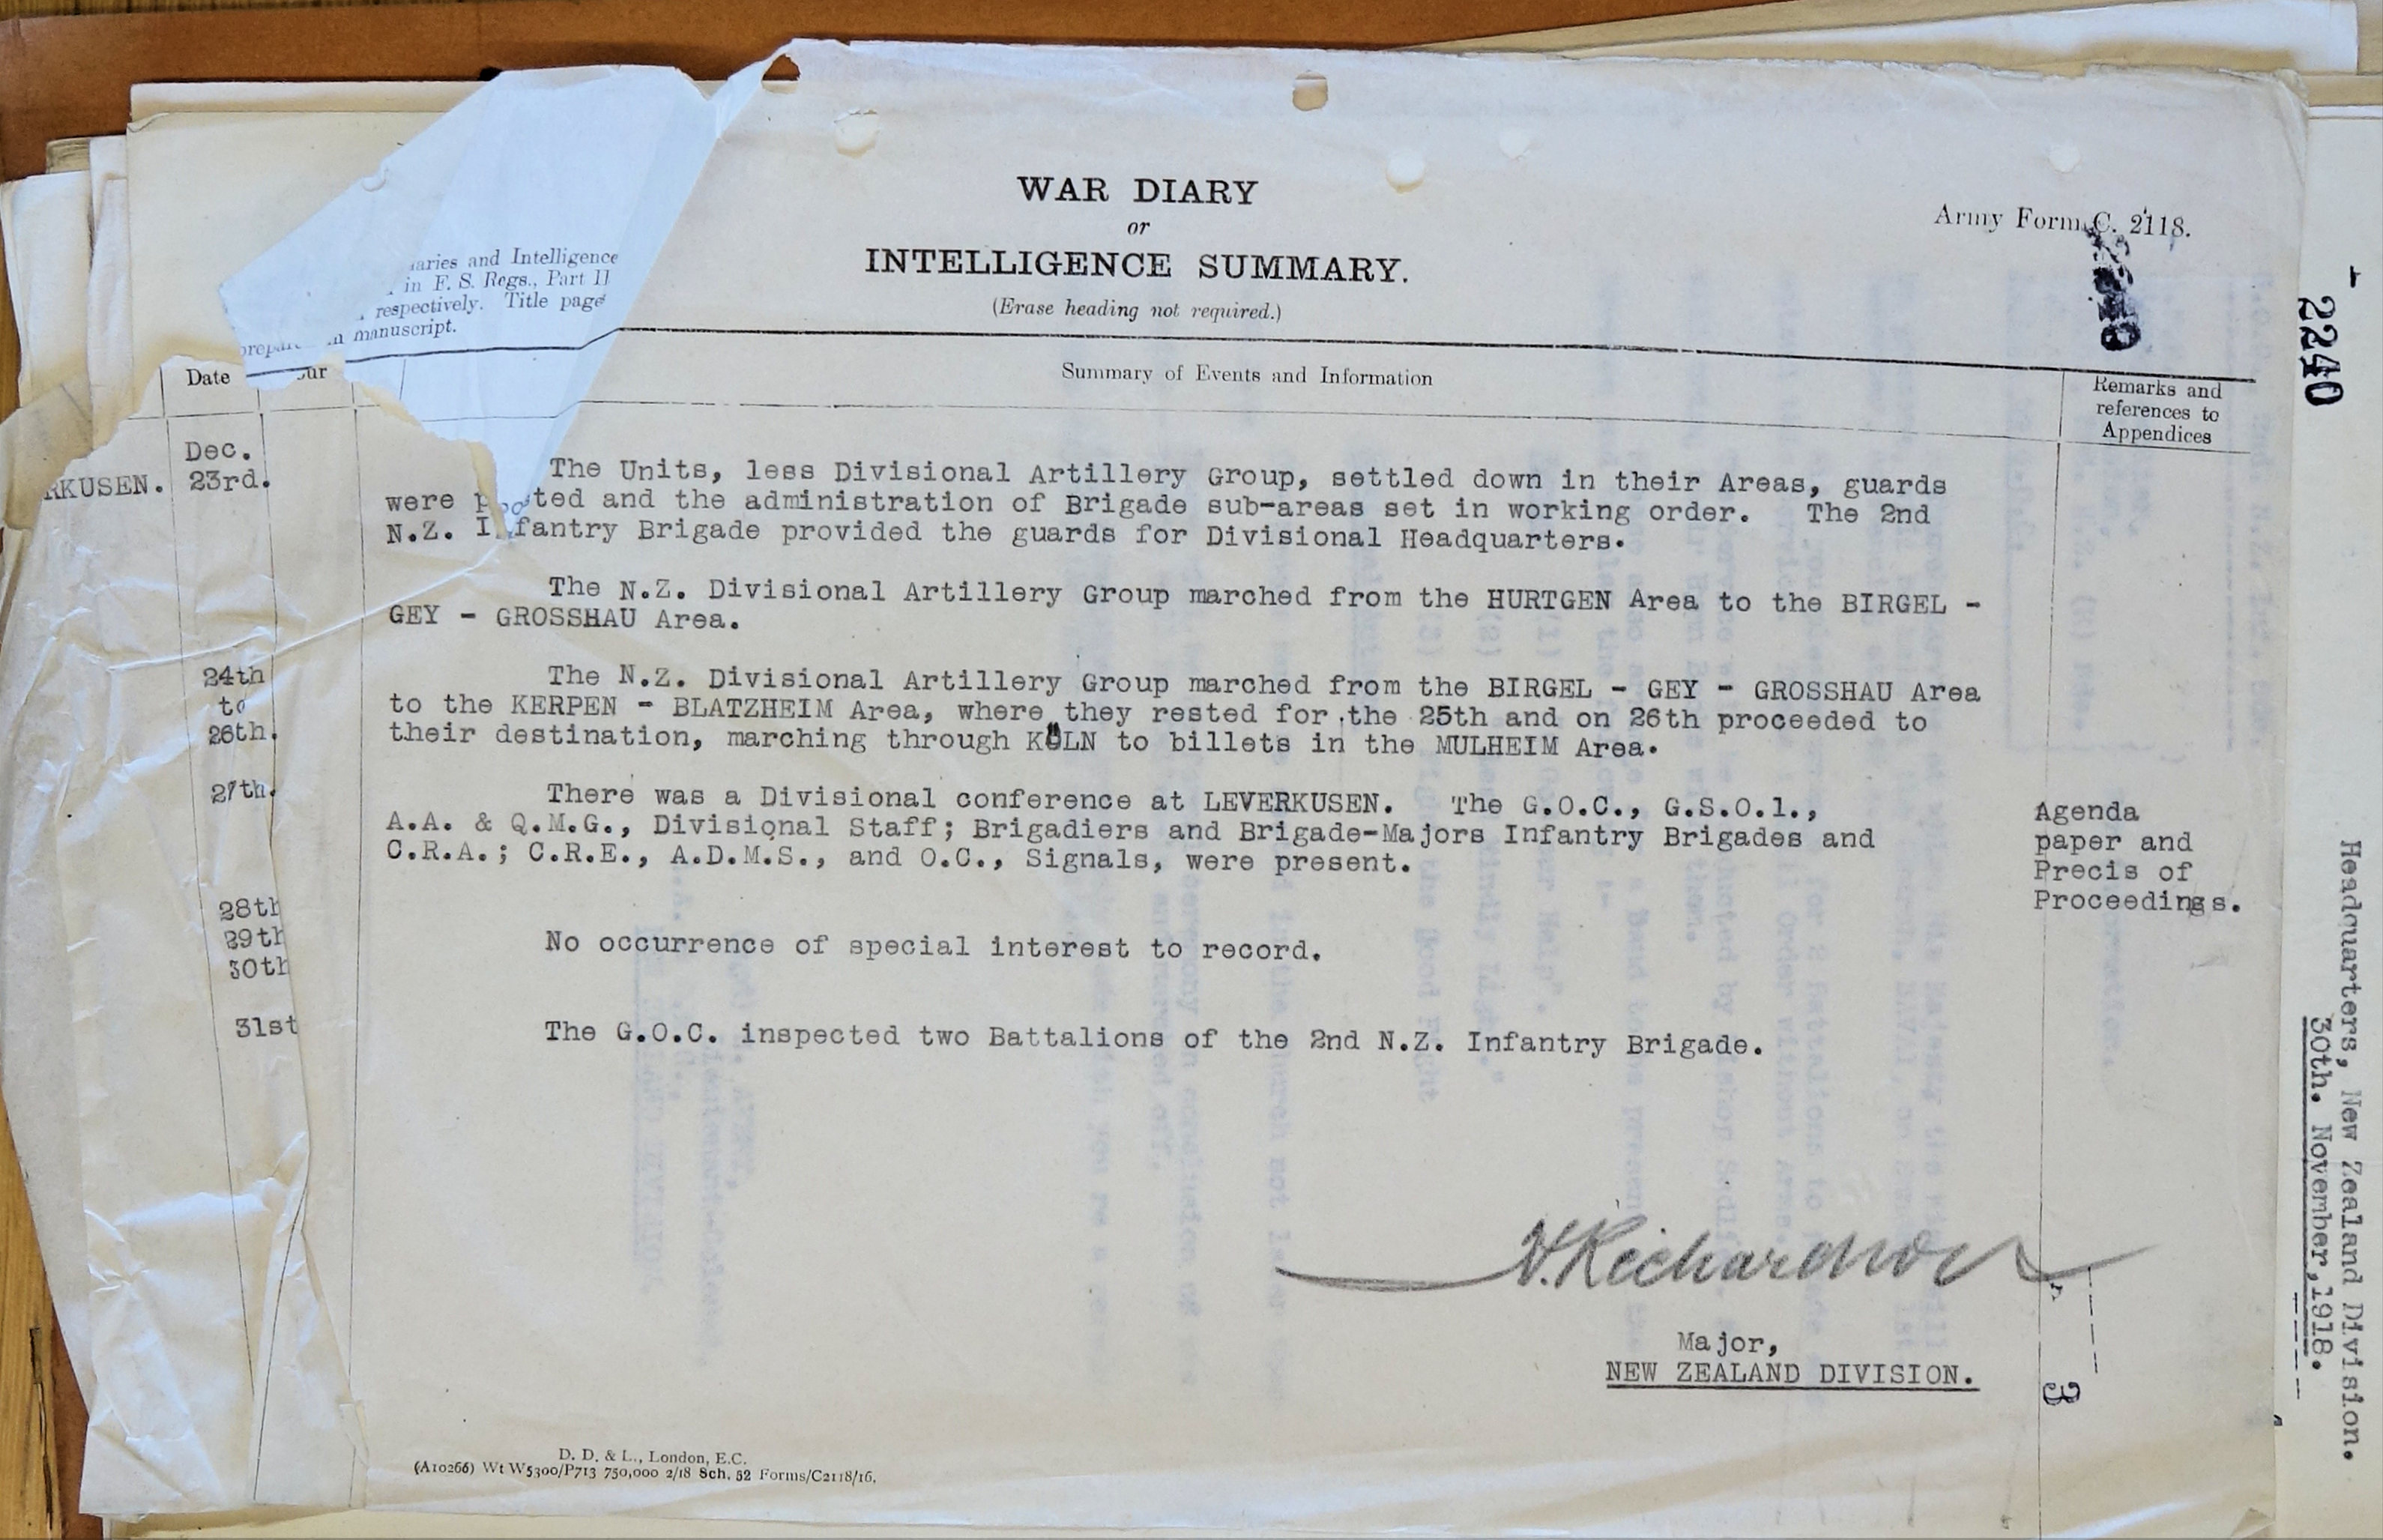 WAR DIARY
or
INTELLIGENCE SUMMARY.
(Erase heading not required.)
Army Form C. 2118.
aries and Intelligence
in F. S. Regs., Part II
respectively. Title page
manuscript.
Date
Summary of Events and Information
Remarks and
references to
Appendices
RKUSEN.
Dec.
23rd.
The Units, less Divisional Artillery Group, settled down in their Areas, guards
were posted and the administration of Brigade sub-areas set in working order. The 2nd
N.Z. Infantry Brigade provided the guards for Divisional Headquarters.
The N.Z. Divisional Artillery Group marched from the HURTGEN Area to the BIRGEL -
GEY - GROSSHAU Area.
24th
to
26th.
The N.Z. Divisional Artillery Group marched from the BIRGEL - GEY - GROSSHAU Area
to the KERPEN - BLATZHEIM Area, where they rested for the 25th and on 26th proceeded to
their destination, marching through KÖLN to billets in the MULHEIM Area.
27th.
There was a Divisional conference at LEVERKUSEN. The G.O.C., G.S.O.1.,
A.A. & Q.M.G., Divisional Staff; Brigadiers and Brigade-Majors Infantry Brigades and
C.R.A.; C.R.E., A.D.M.S., and O.C., Signals, were present.
Agenda
paper and
Precis of
Proceedings.
28th
29th
30th
No occurrence of special interest to record.
31st
The G.O.C. inspected two Battalions of the 2nd N.Z. Infantry Brigade.
H. Richardson
Major,
NEW ZEALAND DIVISION.
3
D. D. & L., London, E.C.
(A10266) Wt W5300/P713 750,000 2/18 Sch. 52 Forms/C2118/16.
2240
Headquarters, New Zealand Division.
30th. November, 1918.